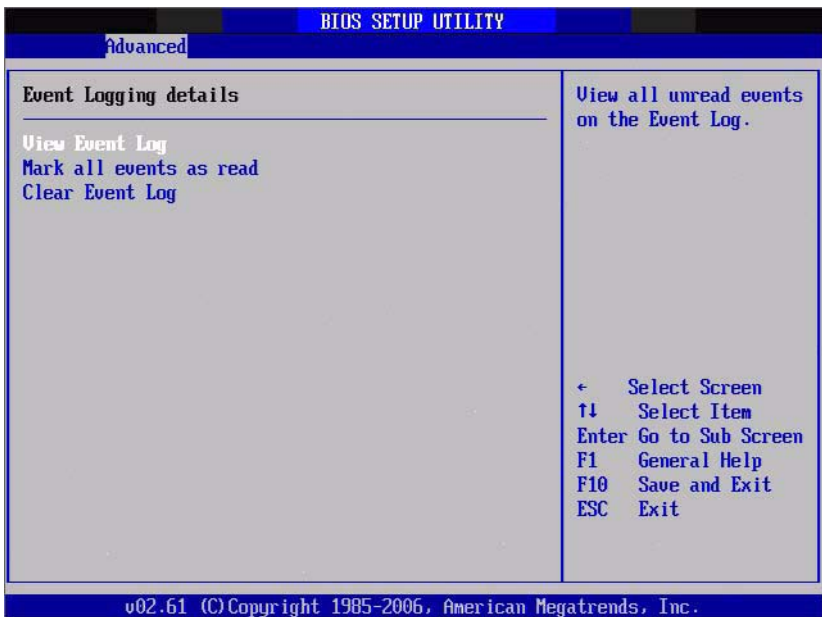 BIOS SETUP UTILITY
Advanced
Event Logging details
View Event Log
Mark all events as read
Clear Event Log
View all unread events
on the Event Log.
← Select Screen
↑↓ Select Item
Enter Go to Sub Screen
F1 General Help
F10 Save and Exit
ESC Exit
v02.61 (C)Copyright 1985-2006, American Megatrends, Inc.